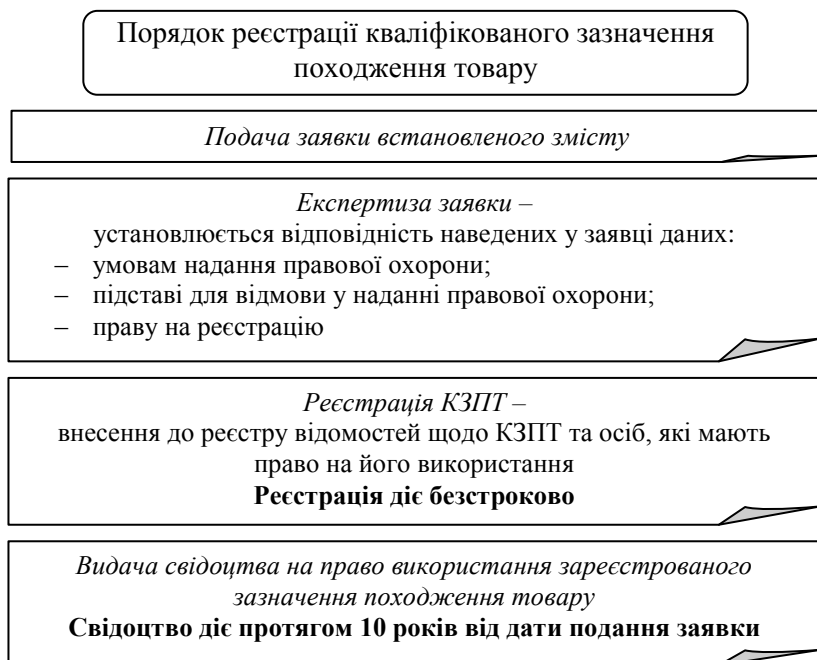 Порядок реєстрації кваліфікованого зазначення
походження товару
Подача заявки встановленого змісту
Експертиза заявки –
установлюється відповідність наведених у заявці даних:
– умовам надання правової охорони;
– підставі для відмови у наданні правової охорони;
– праву на реєстрацію
Реєстрація КЗПТ –
внесення до реєстру відомостей щодо КЗПТ та осіб, які мають
право на його використання
Реєстрація діє безстроково
Видача свідоцтва на право використання зареєстрованого
зазначення походження товару
Свідоцтво діє протягом 10 років від дати подання заявки